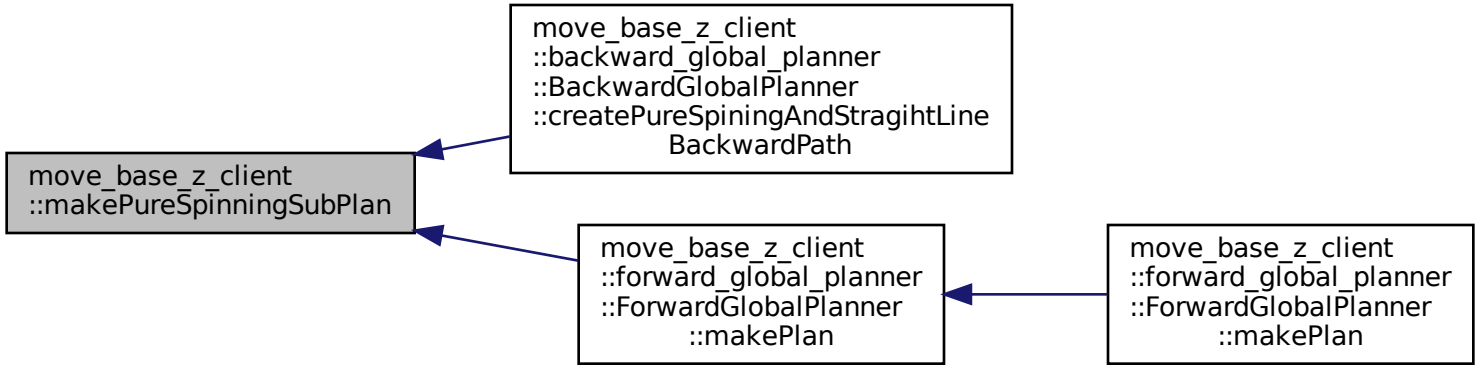 move_base_z_client
::makePureSpinningSubPlan
move_base_z_client
::backward_global_planner
::BackwardGlobalPlanner
::createPureSpiningAndStragihtLine
BackwardPath
move_base_z_client
::forward_global_planner
::ForwardGlobalPlanner
::makePlan
move_base_z_client
::forward_global_planner
::ForwardGlobalPlanner
::makePlan